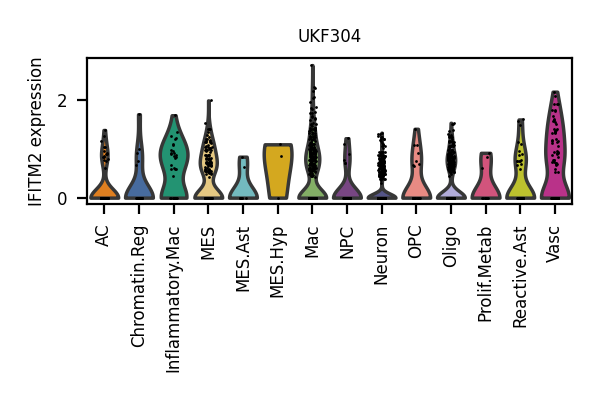 UKF304
IFITM2 expression
2
0
AC
Chromatin.Reg
Inflammatory.Mac
MES
MES.Ast
MES.Hyp
Mac
NPC
Neuron
OPC
Oligo
Prolif.Metab
Reactive.Ast
Vasc